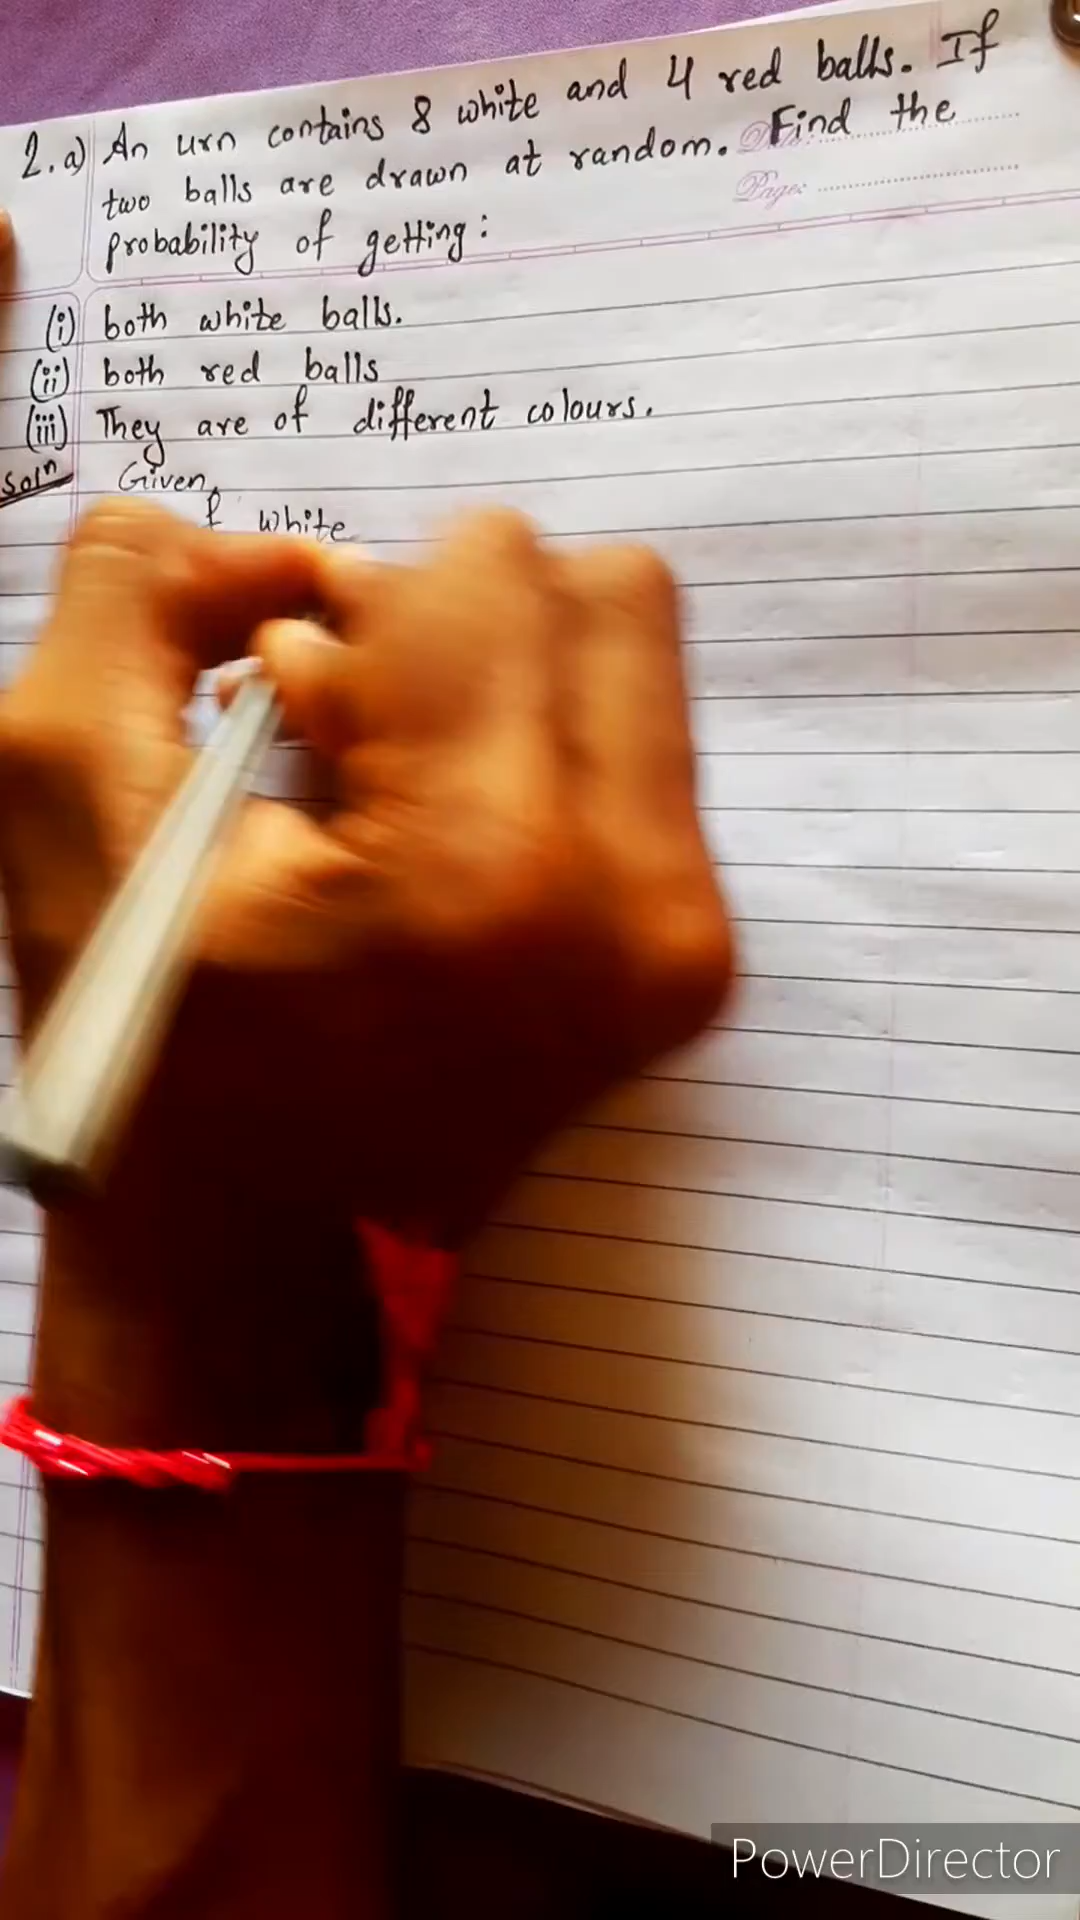 2. a) An urn contains 8 white and 4 red balls. If
two balls are drawn at random. Find the
Page:
probability of getting:
(i) both white balls.
(ii) both red balls
(iii) They are of different colours.
Solⁿ Given,
f white
PowerDirector